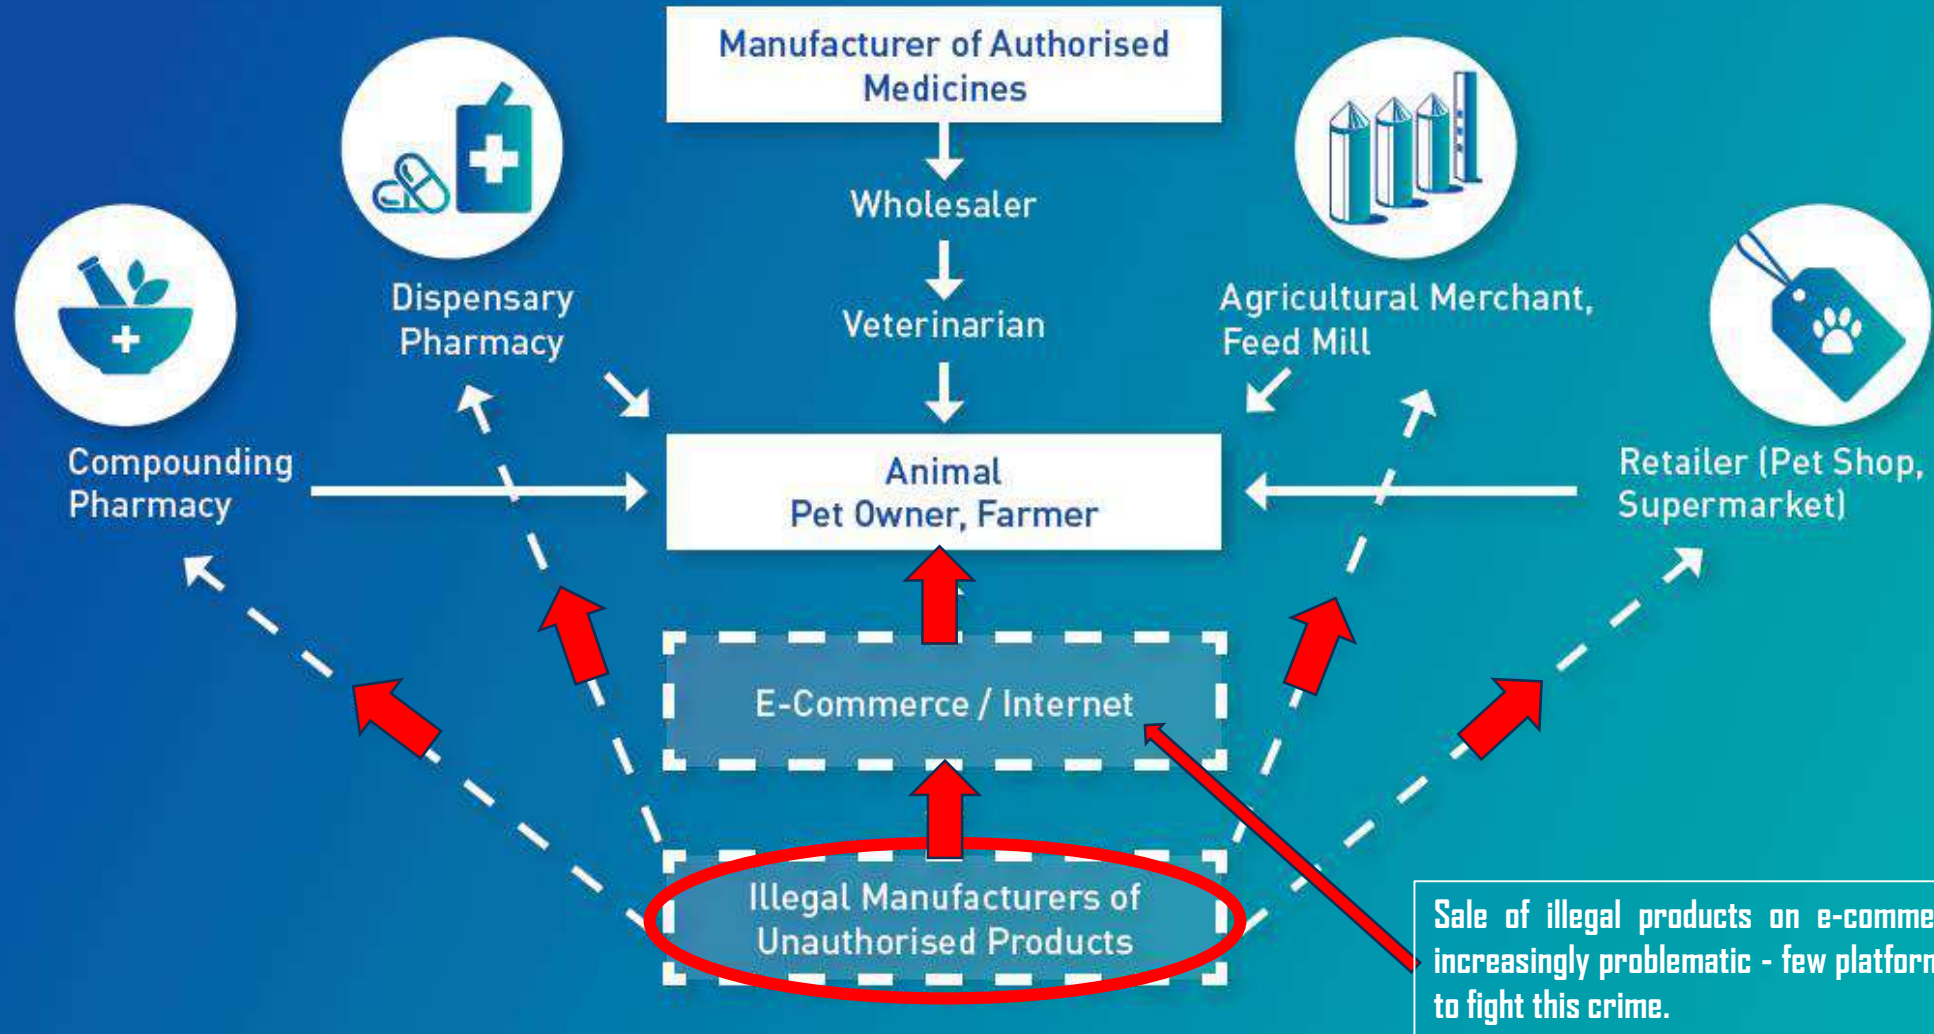 Manufacturer of Authorised
Medicines
Wholesaler
Dispensary
Pharmacy
Veterinarian
Agricultural Merchant,
Feed Mill
Compounding
Pharmacy
Animal
Pet Owner, Farmer
Retailer (Pet Shop,
Supermarket)
E-Commerce / Internet
Illegal Manufacturers of
Unauthorised Products
Sale of illegal products on
increasingly problematic - few
to fight this crime.